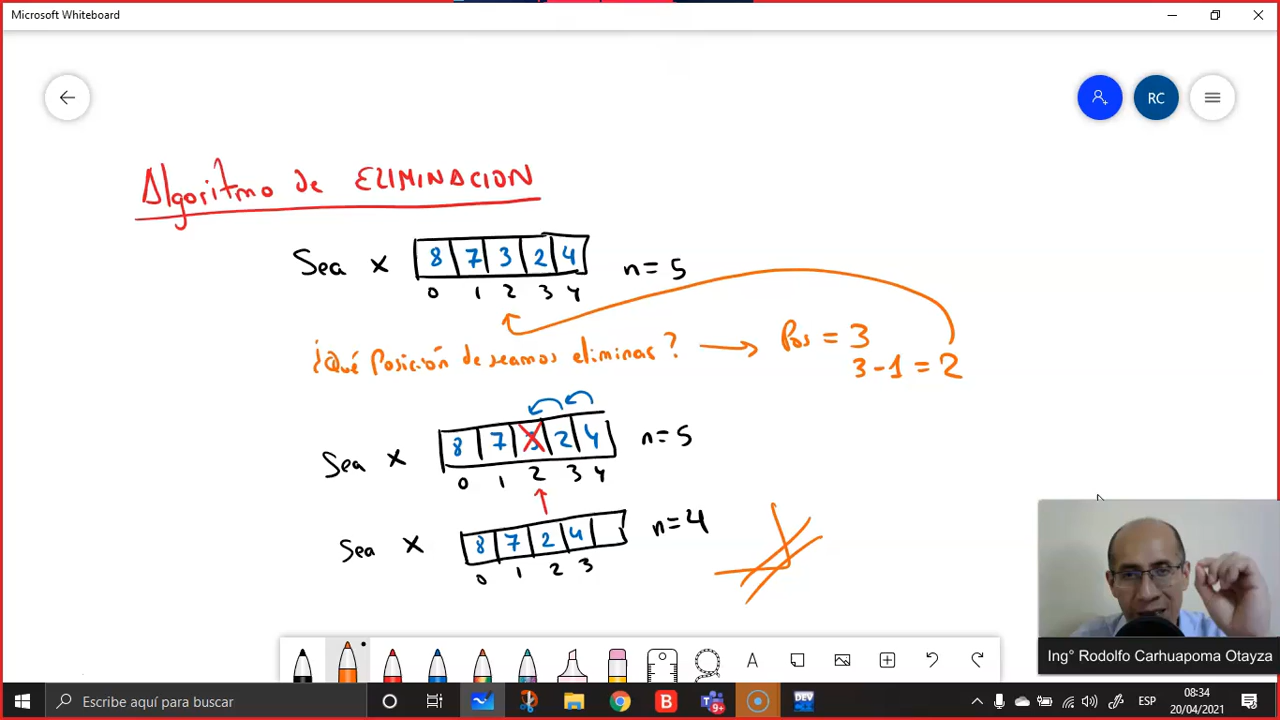 Microsoft Whiteboard
RC
Algoritmo de ELIMINACION
Sea x 8 7 3 2 4 n = 5
0 1 2 3 4
¿Qué Posición deseamos eliminar? → Pos = 3
3-1 = 2
Sea x 8 7 3 2 4 n = 5
0 1 2 3 4
Sea x 8 7 2 4 n = 4
0 1 2 3
Ing° Rodolfo Carhuapoma Otayza
A
Escribe aquí para buscar
B
9+
DEV
ESP
08:34
20/04/2021